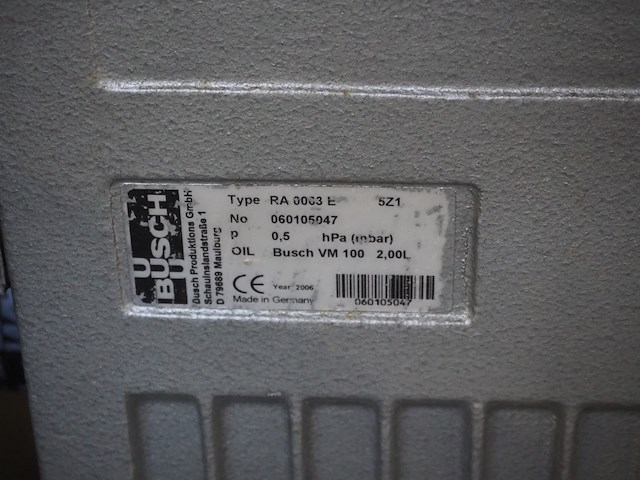 BUSCH
Busch Produktions GmbH
Schauinslandstraße 1
D 79689 Maulburg
Type RA 0063 E 5Z1
No 060105047
P 0,5 hPa (mbar)
OIL Busch VM 100 2,00L
CE Year 2006
Made in Germany
060105047